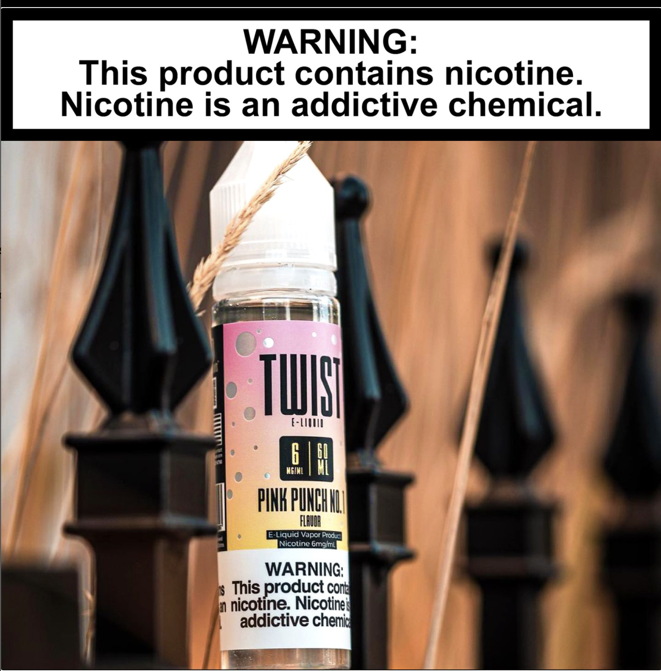 WARNING:
This product contains nicotine.
Nicotine is an addictive chemical.
TWIST
E-LIQUID
6
MG/ML
60
ML
PINK PUNCH NO. 1
FLAVOR
E-Liquid Vapor Product
Nicotine 6mg/mL
WARNING:
This product conta
nicotine. Nicotine is
addictive chemic